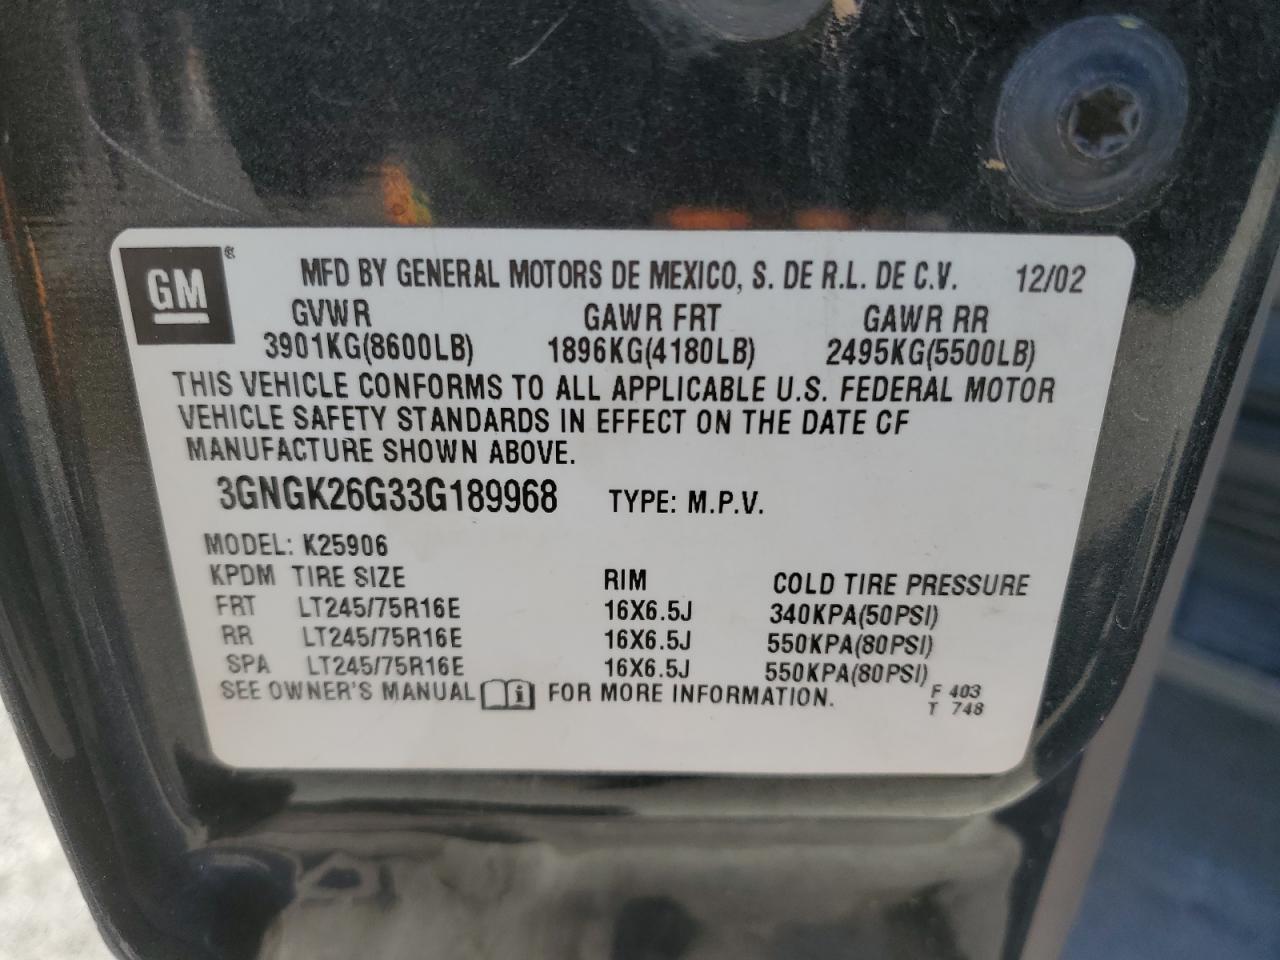 GM ® MFD BY GENERAL MOTORS DE MEXICO, S. DE R.L. DE C.V. 12/02
GVWR GAWR FRT GAWR RR
3901KG(8600LB) 1896KG(4180LB) 2495KG(5500LB)
THIS VEHICLE CONFORMS TO ALL APPLICABLE U.S. FEDERAL MOTOR
VEHICLE SAFETY STANDARDS IN EFFECT ON THE DATE OF
MANUFACTURE SHOWN ABOVE.
3GNGK26G33G189968 TYPE: M.P.V.
MODEL: K25906
KPDM TIRE SIZE RIM COLD TIRE PRESSURE
FRT LT245/75R16E 16X6.5J 340KPA(50PSI)
RR LT245/75R16E 16X6.5J 550KPA(80PSI)
SPA LT245/75R16E 16X6.5J 550KPA(80PSI)
SEE OWNER'S MANUAL i FOR MORE INFORMATION. F 403
T 748